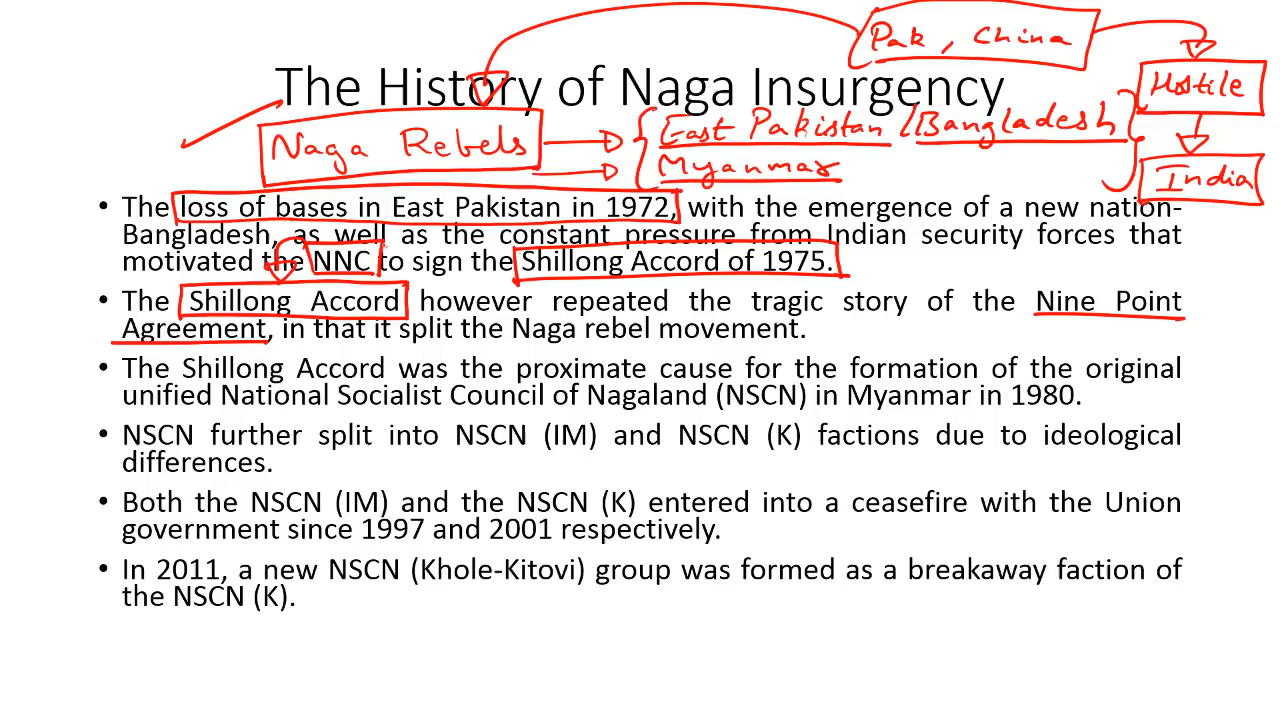 Pak, China
The History of Naga Insurgency
Hostile
Naga Rebels
East Pakistan / Bangladesh
Myanmar
India
• The loss of bases in East Pakistan in 1972, with the emergence of a new nation-
Bangladesh, as well as the constant pressure from Indian security forces that
motivated the NNC to sign the Shillong Accord of 1975.
• The Shillong Accord however repeated the tragic story of the Nine Point
Agreement, in that it split the Naga rebel movement.
• The Shillong Accord was the proximate cause for the formation of the original
unified National Socialist Council of Nagaland (NSCN) in Myanmar in 1980.
• NSCN further split into NSCN (IM) and NSCN (K) factions due to ideological
differences.
• Both the NSCN (IM) and the NSCN (K) entered into a ceasefire with the Union
government since 1997 and 2001 respectively.
• In 2011, a new NSCN (Khole-Kitovi) group was formed as a breakaway faction of
the NSCN (K).